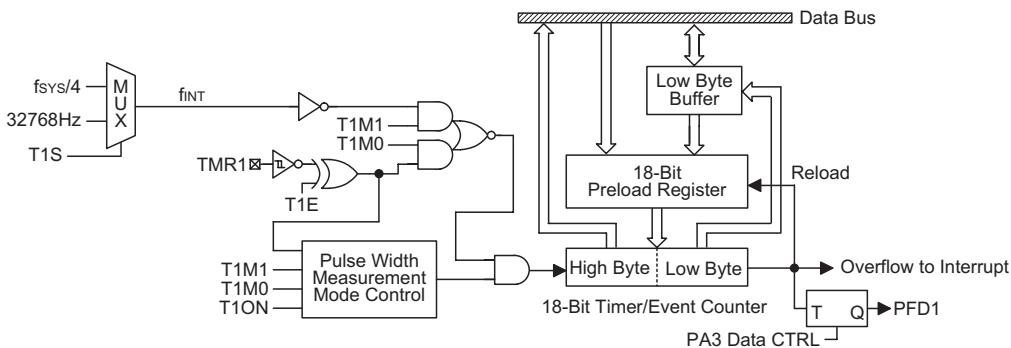 Data Bus
fSYS/4
32768Hz
MUX
T1S
fINT
T1M1
T1M0
TMR1
T1E
Low Byte
Buffer
18-Bit
Preload Register
Reload
T1M1
T1M0
T1ON
Pulse Width
Measurement
Mode Control
High Byte
Low Byte
18-Bit Timer/Event Counter
Overflow to Interrupt
T
Q
PFD1
PA3 Data CTRL